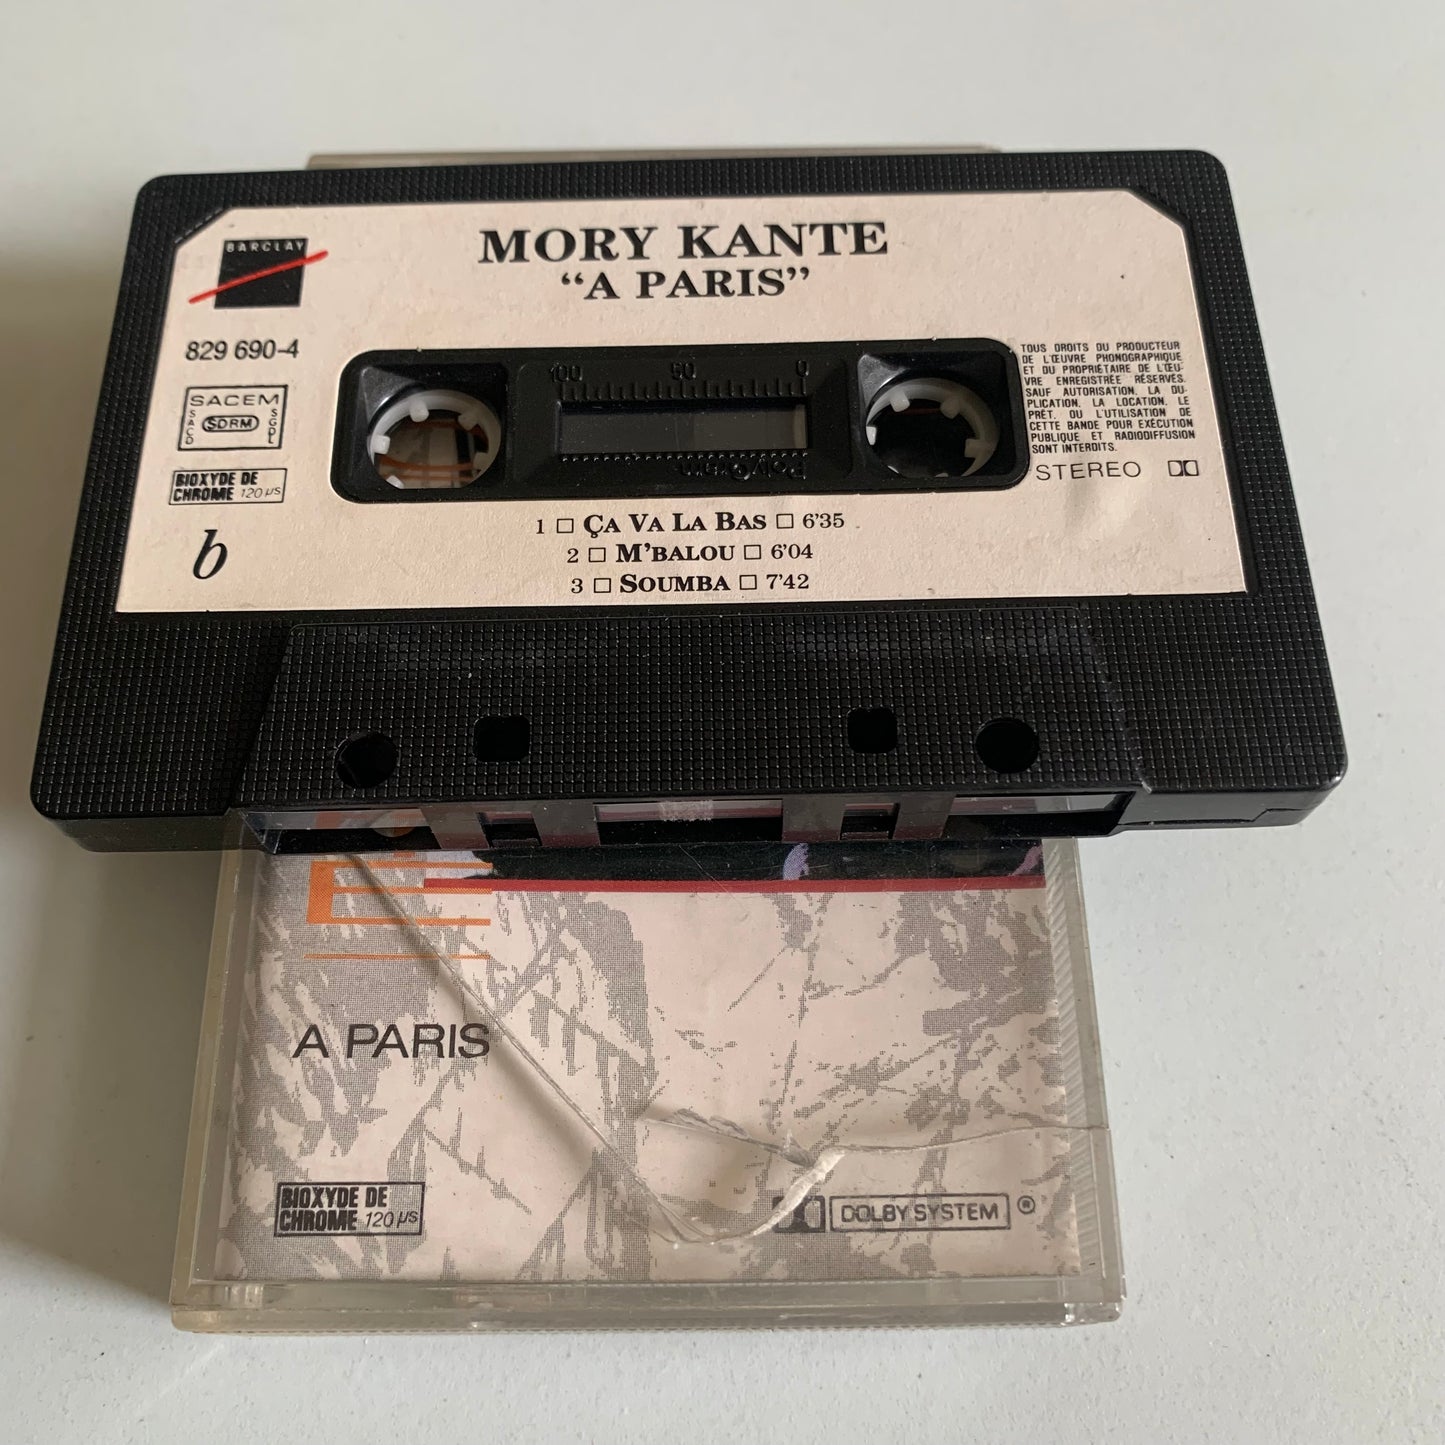 BARCLAY
MORY KANTE
“A PARIS”
829 690-4
SACEM
SACD
SDRM
SGDL
BIOXYDE DE
CHROME 120 µs
b
100 50 0
PolyGram
TOUS DROITS DU PRODUCTEUR
DE L'ŒUVRE PHONOGRAPHIQUE
ET DU PROPRIÉTAIRE DE L'ŒU-
VRE ENREGISTRÉE RÉSERVÉS.
SAUF AUTORISATION, LA DU-
PLICATION, LA LOCATION, LE
PRÊT, OU L'UTILISATION DE
CETTE BANDE POUR EXÉCUTION
PUBLIQUE ET RADIODIFFUSION
SONT INTERDITS.
STEREO
1 □ ÇA VA LA BAS □ 6'35
2 □ M'BALOU □ 6'04
3 □ SOUMBA □ 7'42
A PARIS
BIOXYDE DE
CHROME 120 µs
DOLBY SYSTEM ®